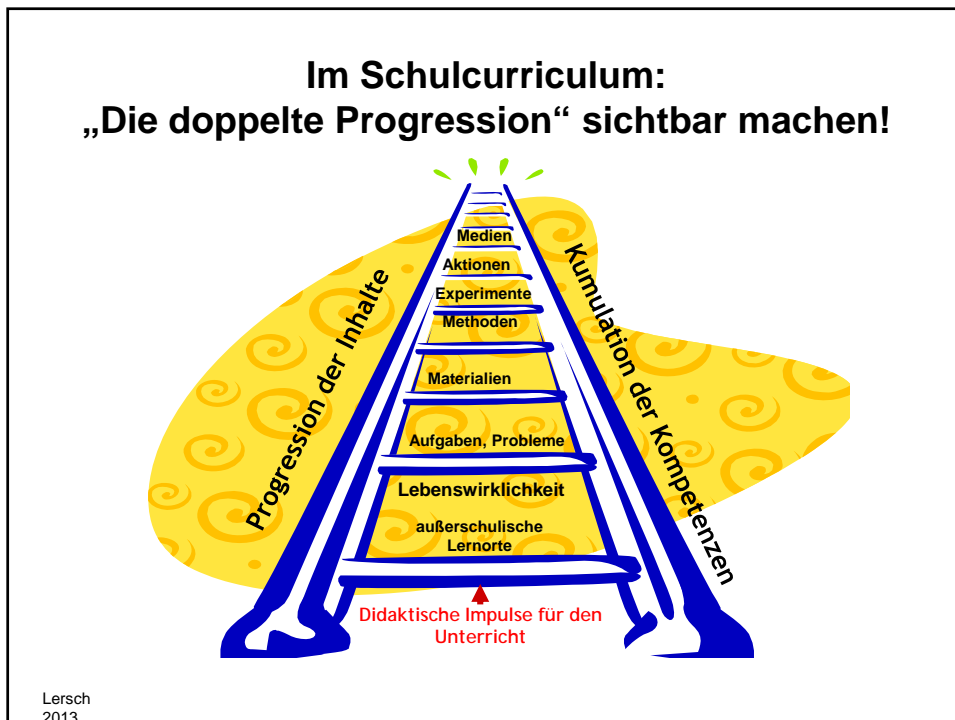 Im Schulcurriculum:
„Die doppelte Progression“ sichtbar machen!
Progression der Inhalte
Kumulation der Kompetenzen
Medien
Aktionen
Experimente
Methoden
Materialien
Aufgaben, Probleme
Lebenswirklichkeit
außerschulische
Lernorte
Didaktische Impulse für den
Unterricht
Lersch
2013